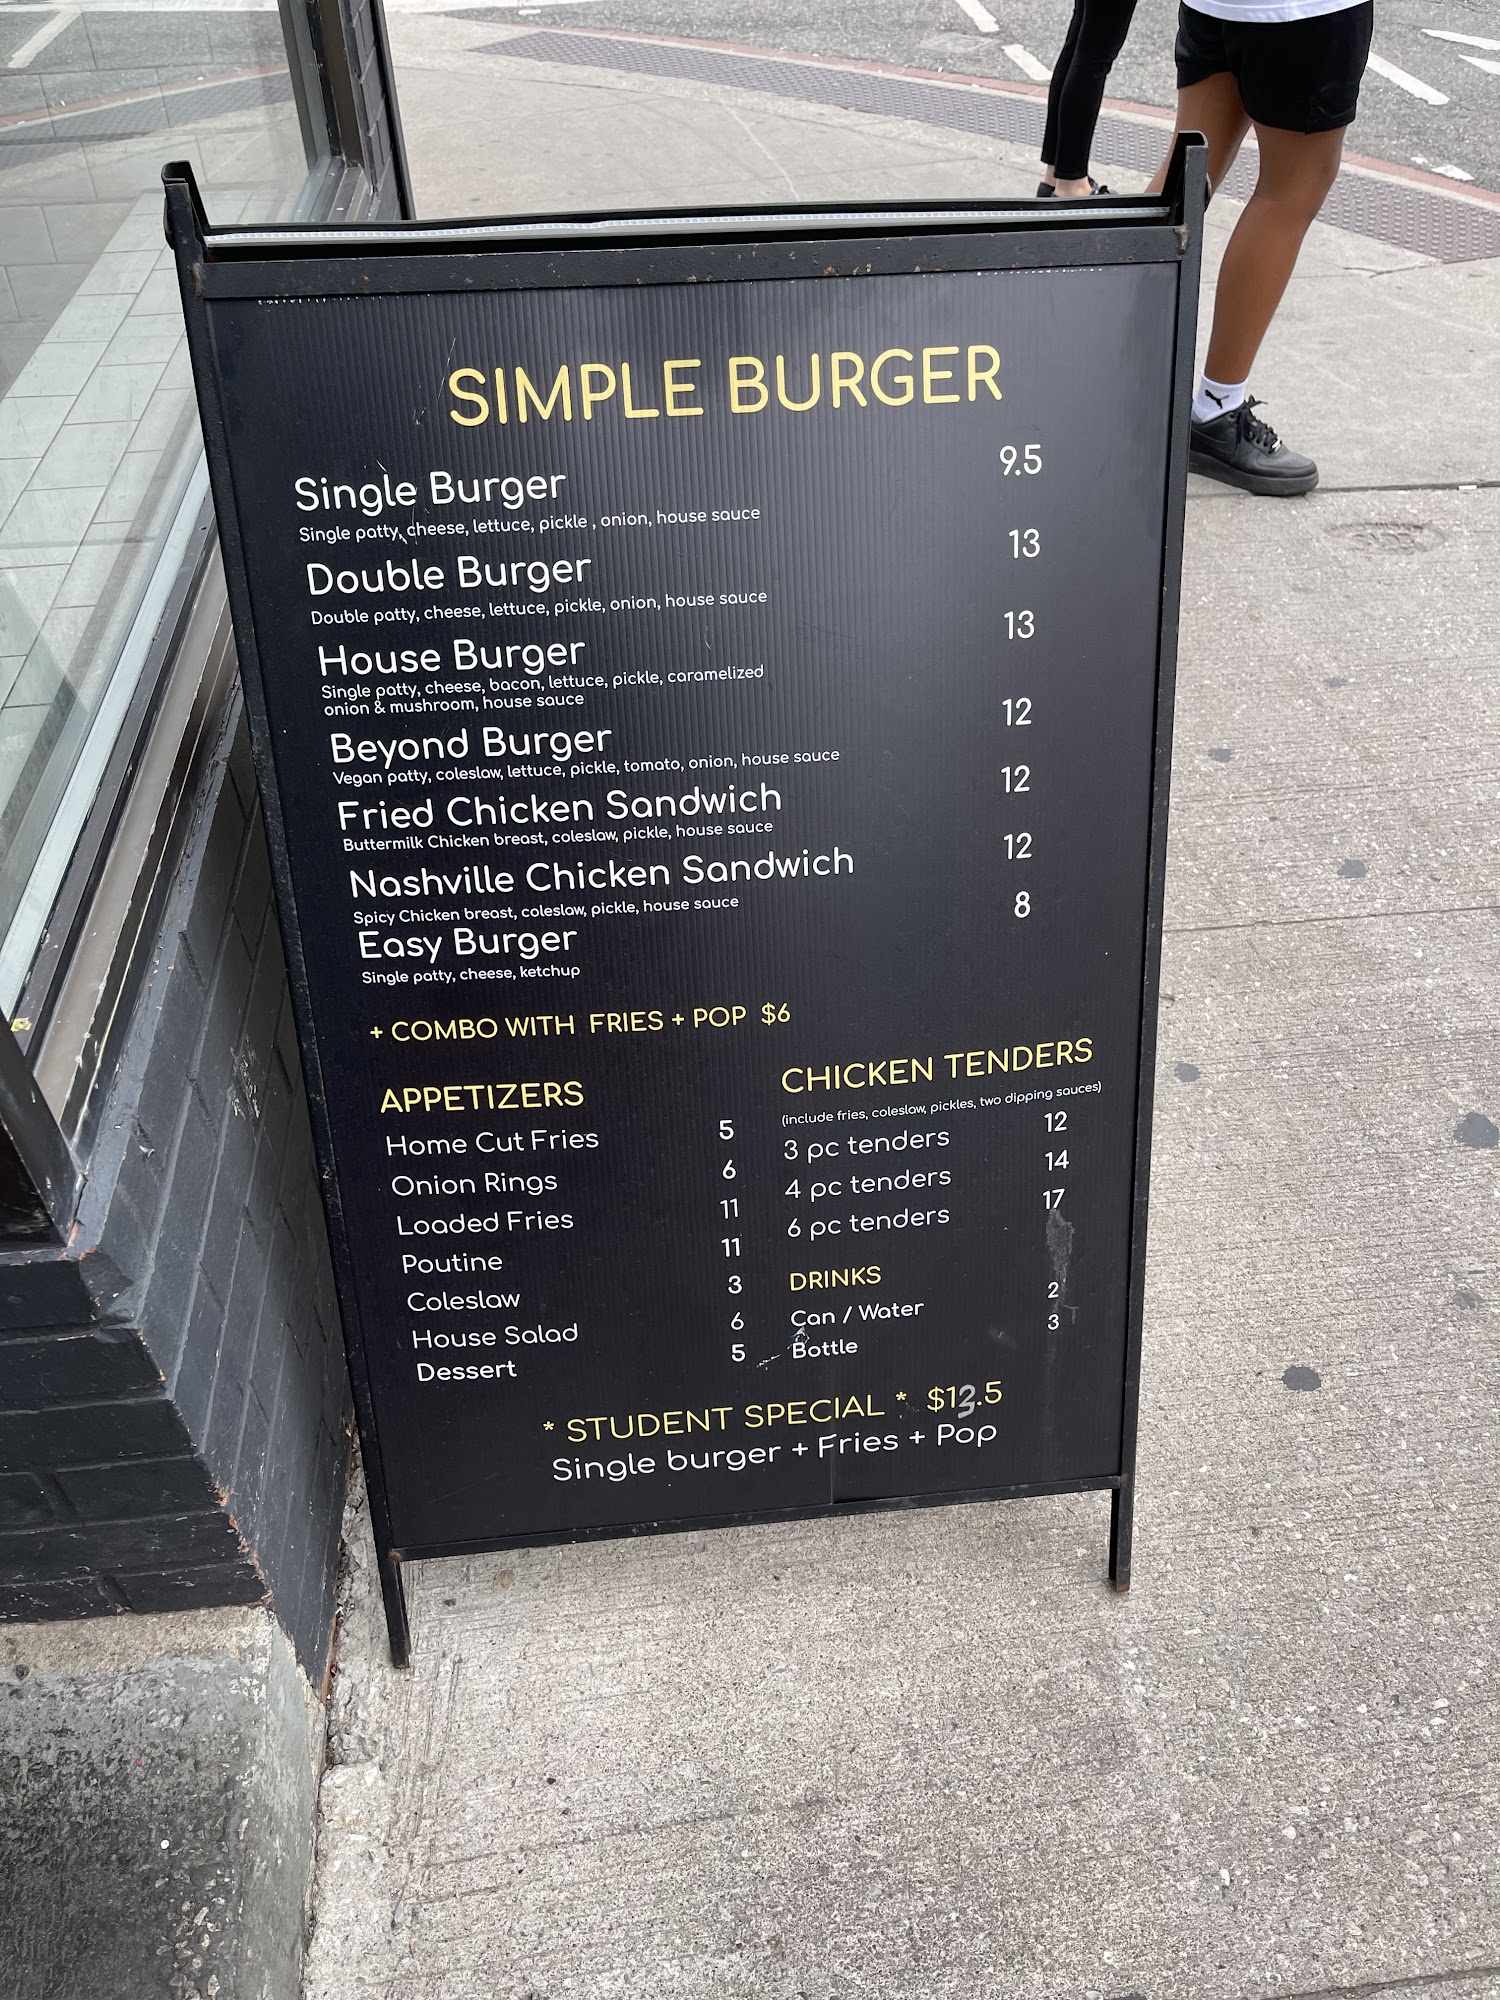 SIMPLE BURGER
Single Burger 9.5
Single patty, cheese, lettuce, pickle , onion, house sauce
Double Burger 13
Double patty, cheese, lettuce, pickle, onion, house sauce
House Burger 13
Single patty, cheese, bacon, lettuce, pickle, caramelized
onion & mushroom, house sauce
Beyond Burger 12
Vegan patty, coleslaw, lettuce, pickle, tomato, onion, house sauce
Fried Chicken Sandwich 12
Buttermilk Chicken breast, coleslaw, pickle, house sauce
Nashville Chicken Sandwich 12
Spicy Chicken breast, coleslaw, pickle, house sauce
Easy Burger 8
Single patty, cheese, ketchup
+ COMBO WITH FRIES + POP $6
APPETIZERS
Home Cut Fries 5
Onion Rings 6
Loaded Fries 11
Poutine 11
Coleslaw 3
House Salad 6
Dessert 5
CHICKEN TENDERS
(include fries, coleslaw, pickles, two dipping sauces)
3 pc tenders 12
4 pc tenders 14
6 pc tenders 17
DRINKS
Can / Water 2
Bottle 3
* STUDENT SPECIAL * $13.5
Single burger + Fries + Pop